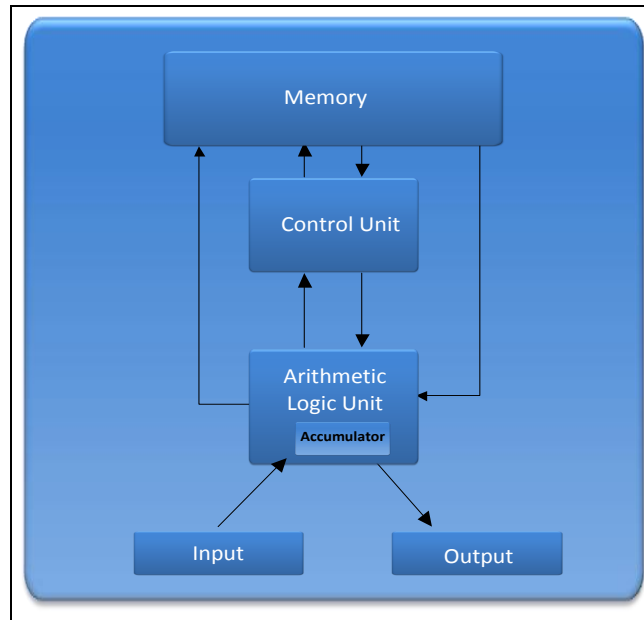 Memory
Control Unit
Arithmetic
Logic Unit
Accumulator
Input
Output